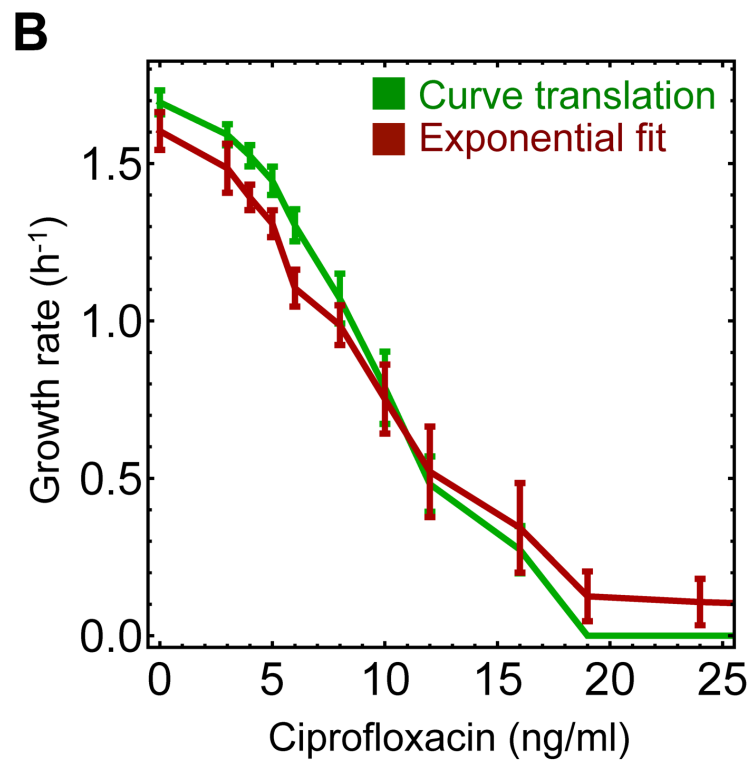 B
Curve translation
Exponential fit
Growth rate (h-1)
1.5
1.0
0.5
0.0
0 5 10 15 20 25
Ciprofloxacin (ng/ml)